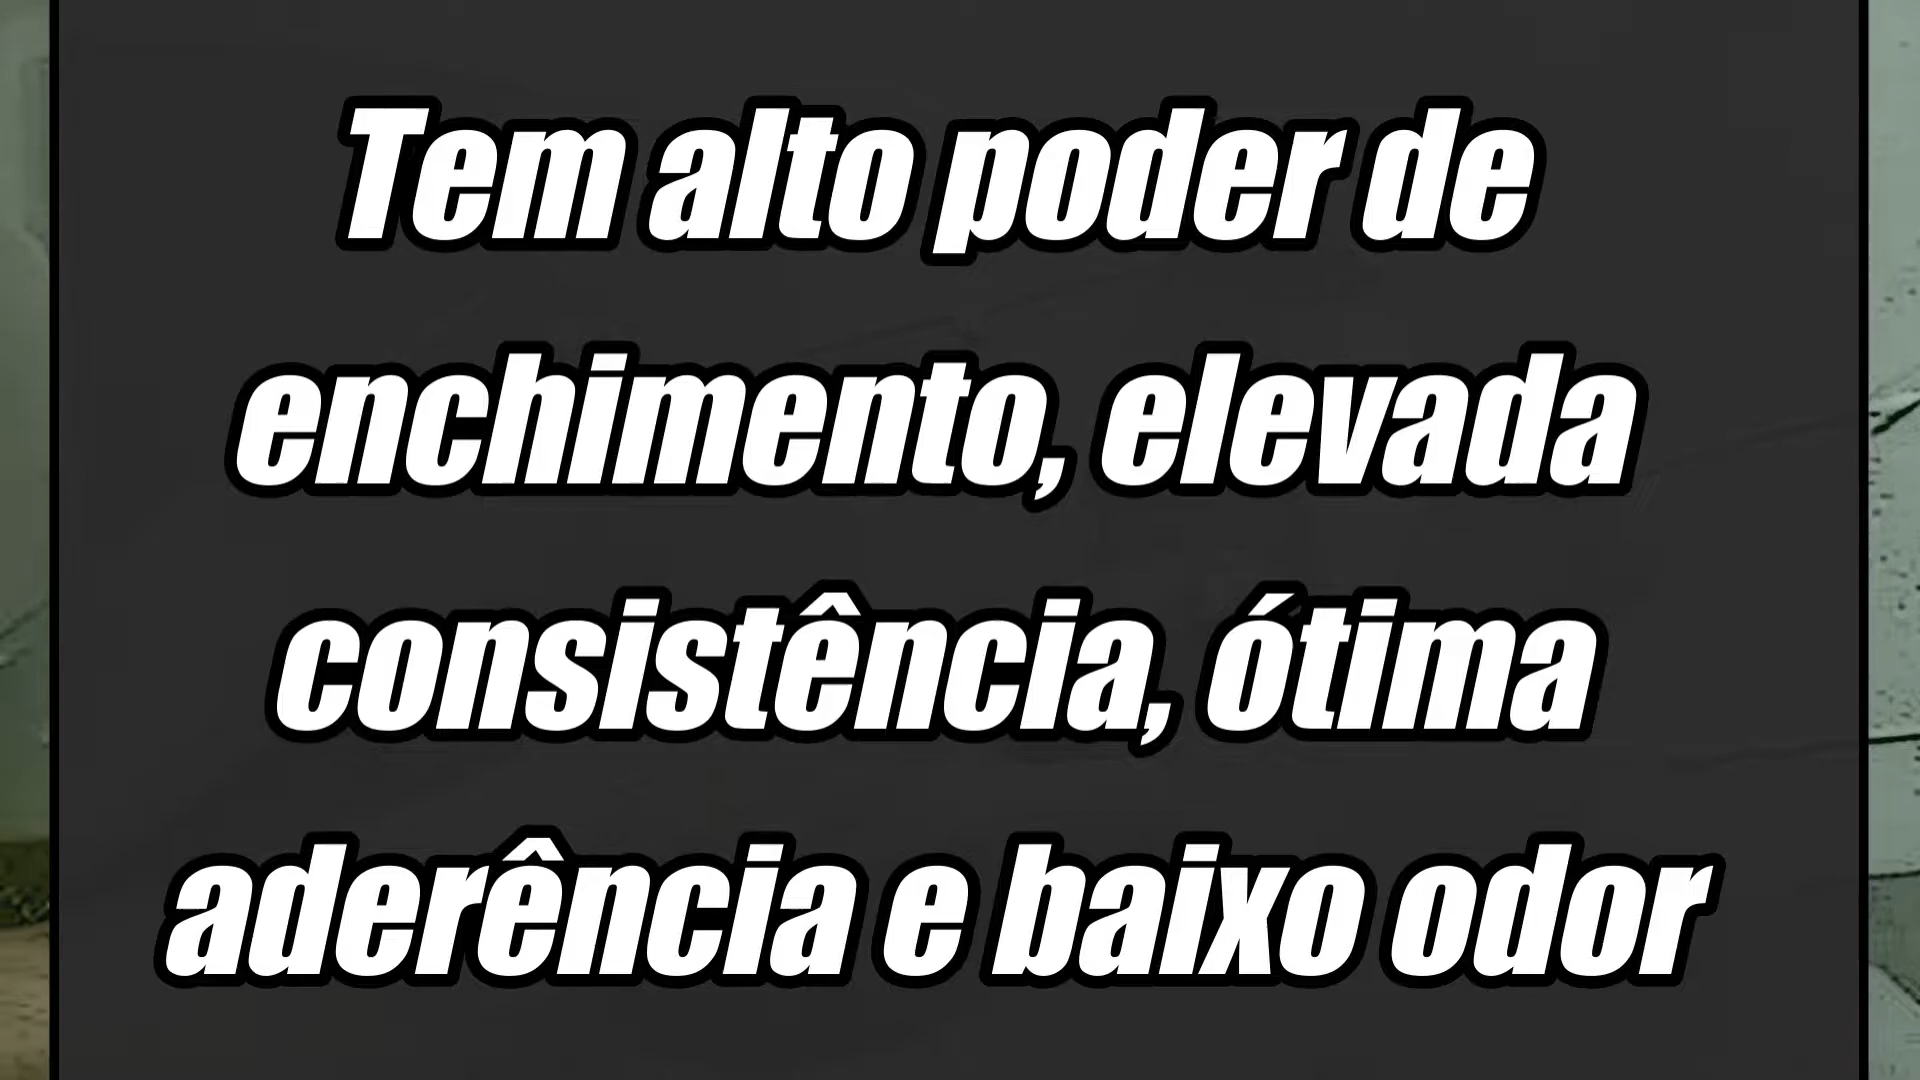 Tem alto poder de
enchimento, elevada
consistência, ótima
aderência e baixo odor